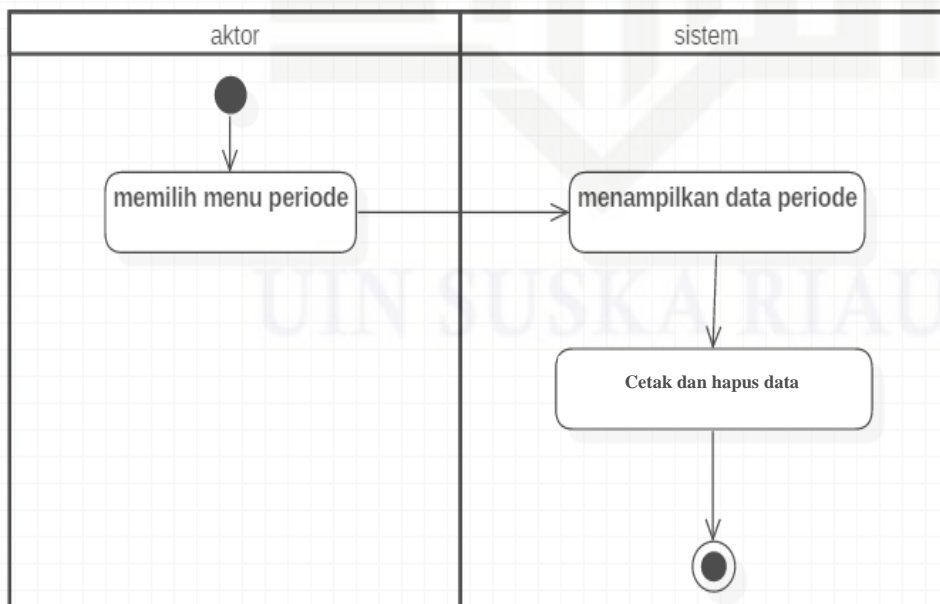 aktor
sistem
memilih menu periode
menampilkan data periode
UIN SUSKA RIAU
Cetak dan hapus data